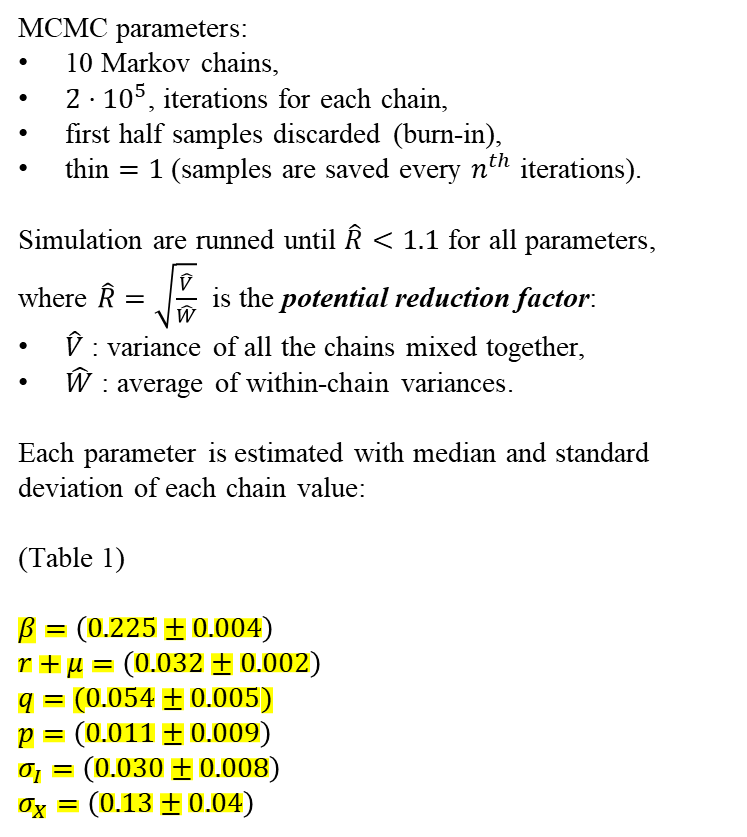 MCMC parameters:
• 10 Markov chains,
• 2 · 10⁵, iterations for each chain,
• first half samples discarded (burn-in),
• thin = 1 (samples are saved every nᵗʰ iterations).
Simulation are runned until R̂ < 1.1 for all parameters,
where R̂ = √(V̂/Ŵ) is the potential reduction factor:
• V̂ : variance of all the chains mixed together,
• Ŵ : average of within-chain variances.
Each parameter is estimated with median and standard
deviation of each chain value:
(Table 1)
β = (0.225 ± 0.004)
r + μ = (0.032 ± 0.002)
q = (0.054 ± 0.005)
p = (0.011 ± 0.009)
σ_I = (0.030 ± 0.008)
σ_X = (0.13 ± 0.04)